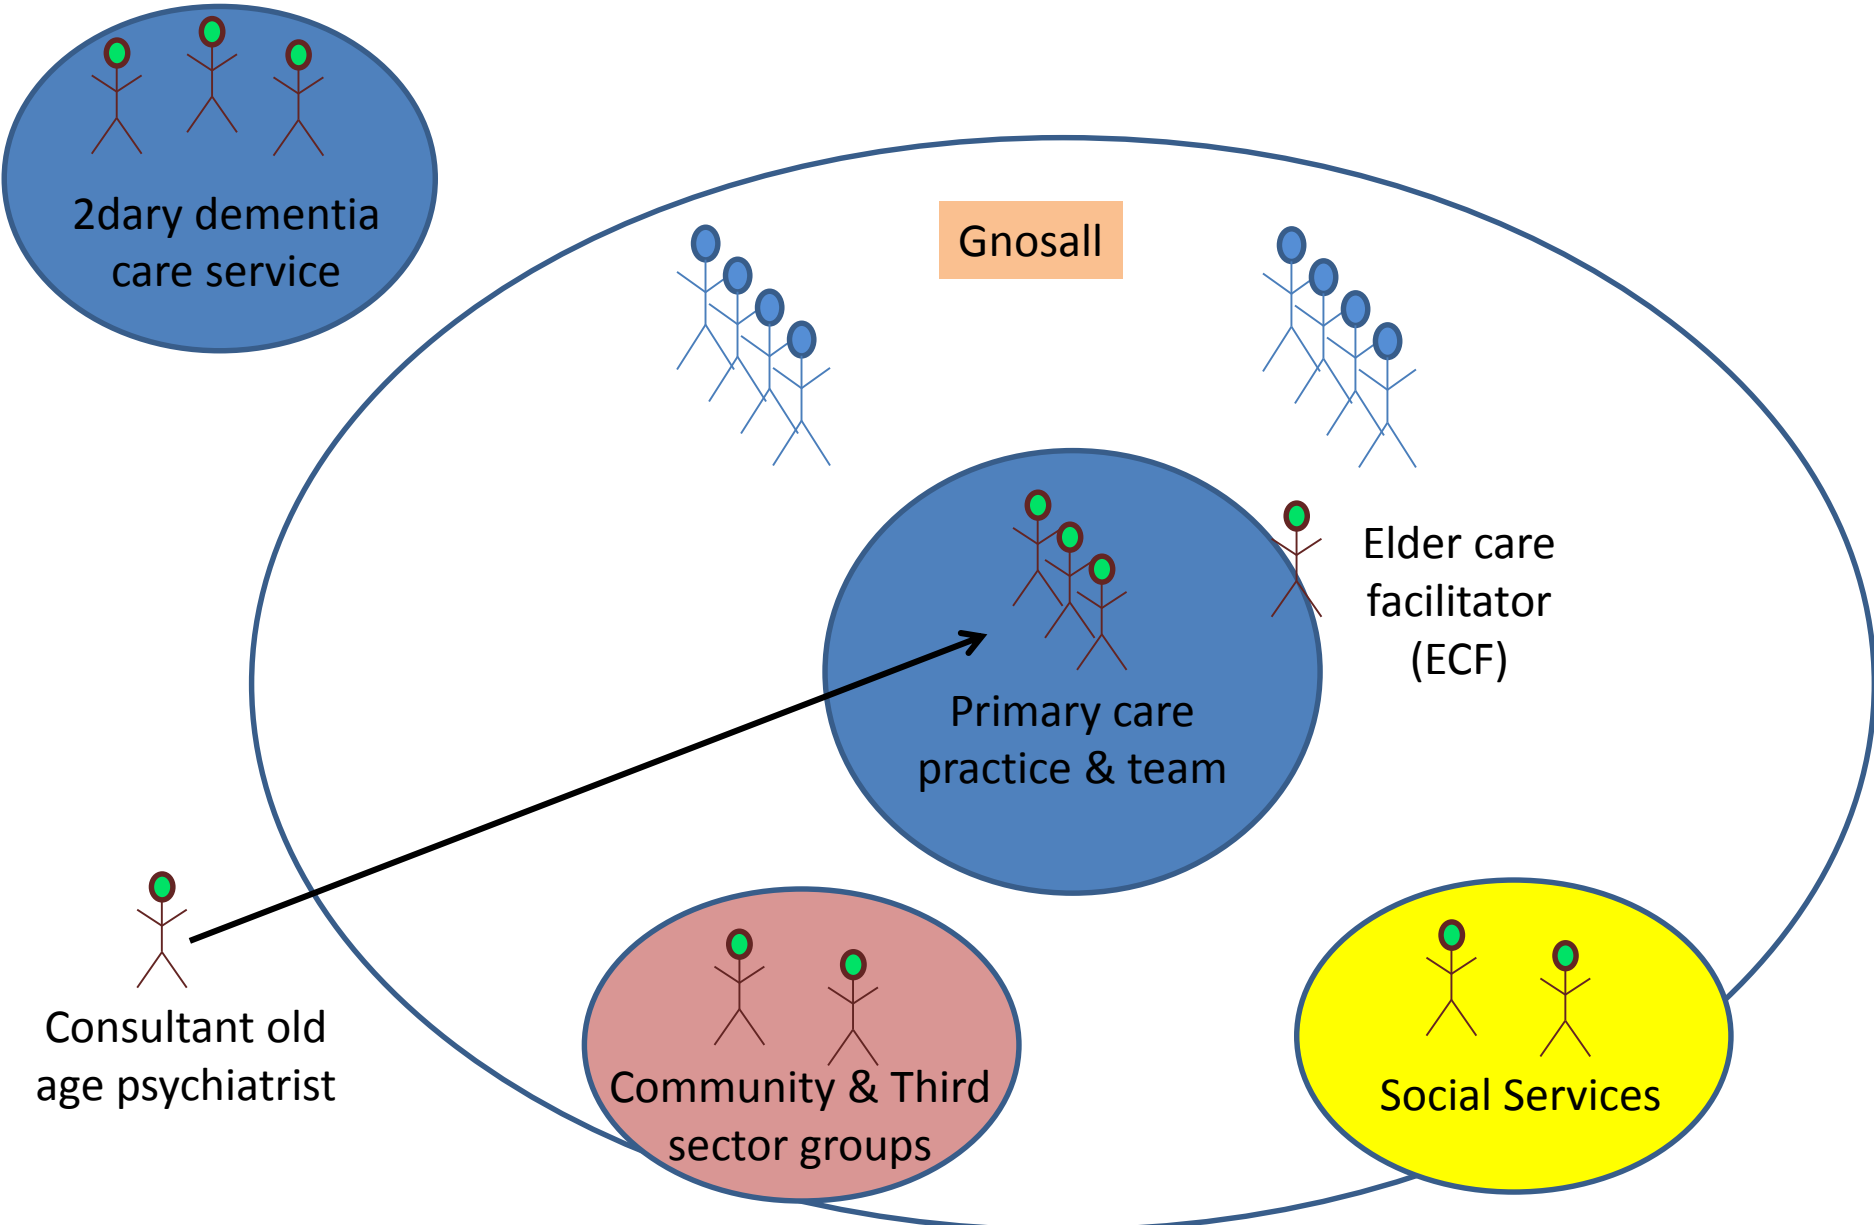 2dary dementia
care service
Gnosall
Elder care
facilitator
(ECF)
Primary care
practice & team
Consultant old
age psychiatrist
Community & Third
sector groups
Social Services